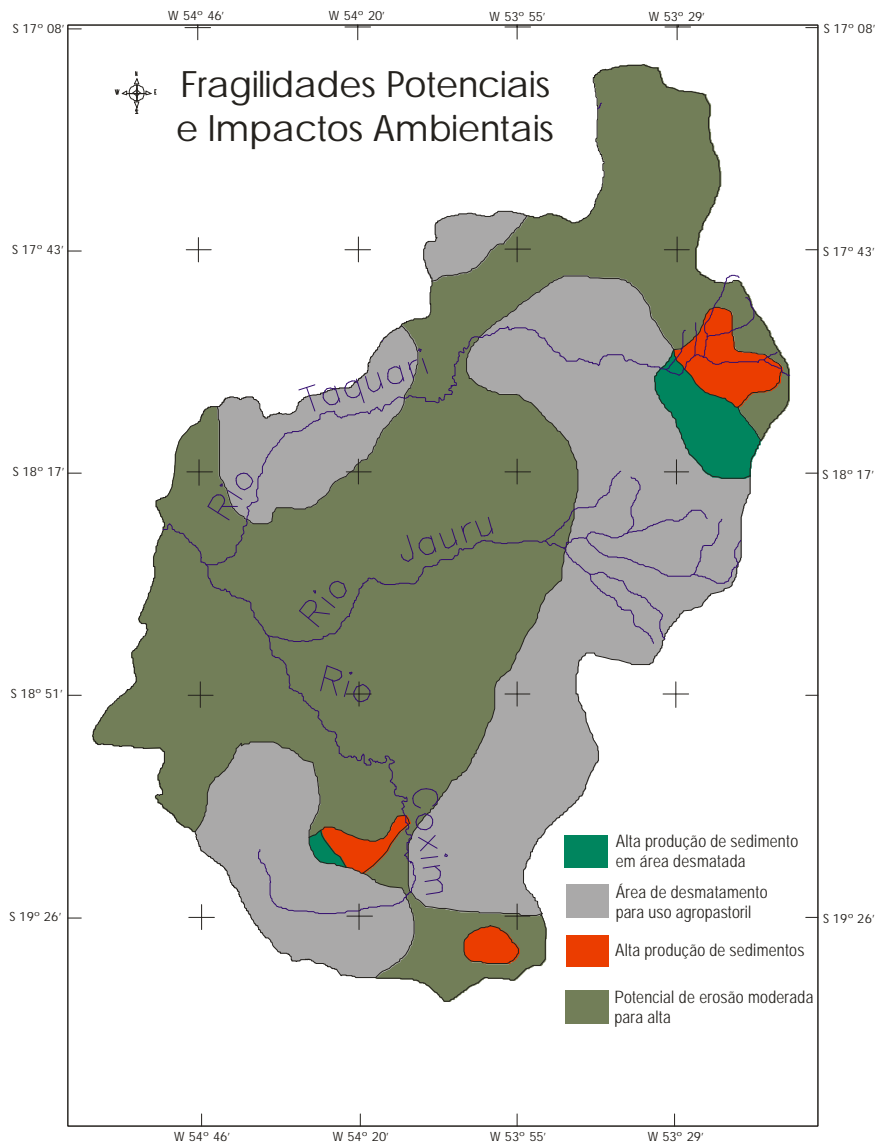 W 54° 46' W 54° 20' W 53° 55' W 53° 29'
S 17° 08' S 17° 08'
N
W E
S
Fragilidades Potenciais
e Impactos Ambientais
S 17° 43' S 17° 43'
Rio Taquari
S 18° 17' S 18° 17'
Rio Jauru
S 18° 51' S 18° 51'
Rio Coxim
Alta produção de sedimento
em área desmatada
Área de desmatamento
para uso agropastoril
S 19° 26' S 19° 26'
Alta produção de sedimentos
Potencial de erosão moderada
para alta
W 54° 46' W 54° 20' W 53° 55' W 53° 29'